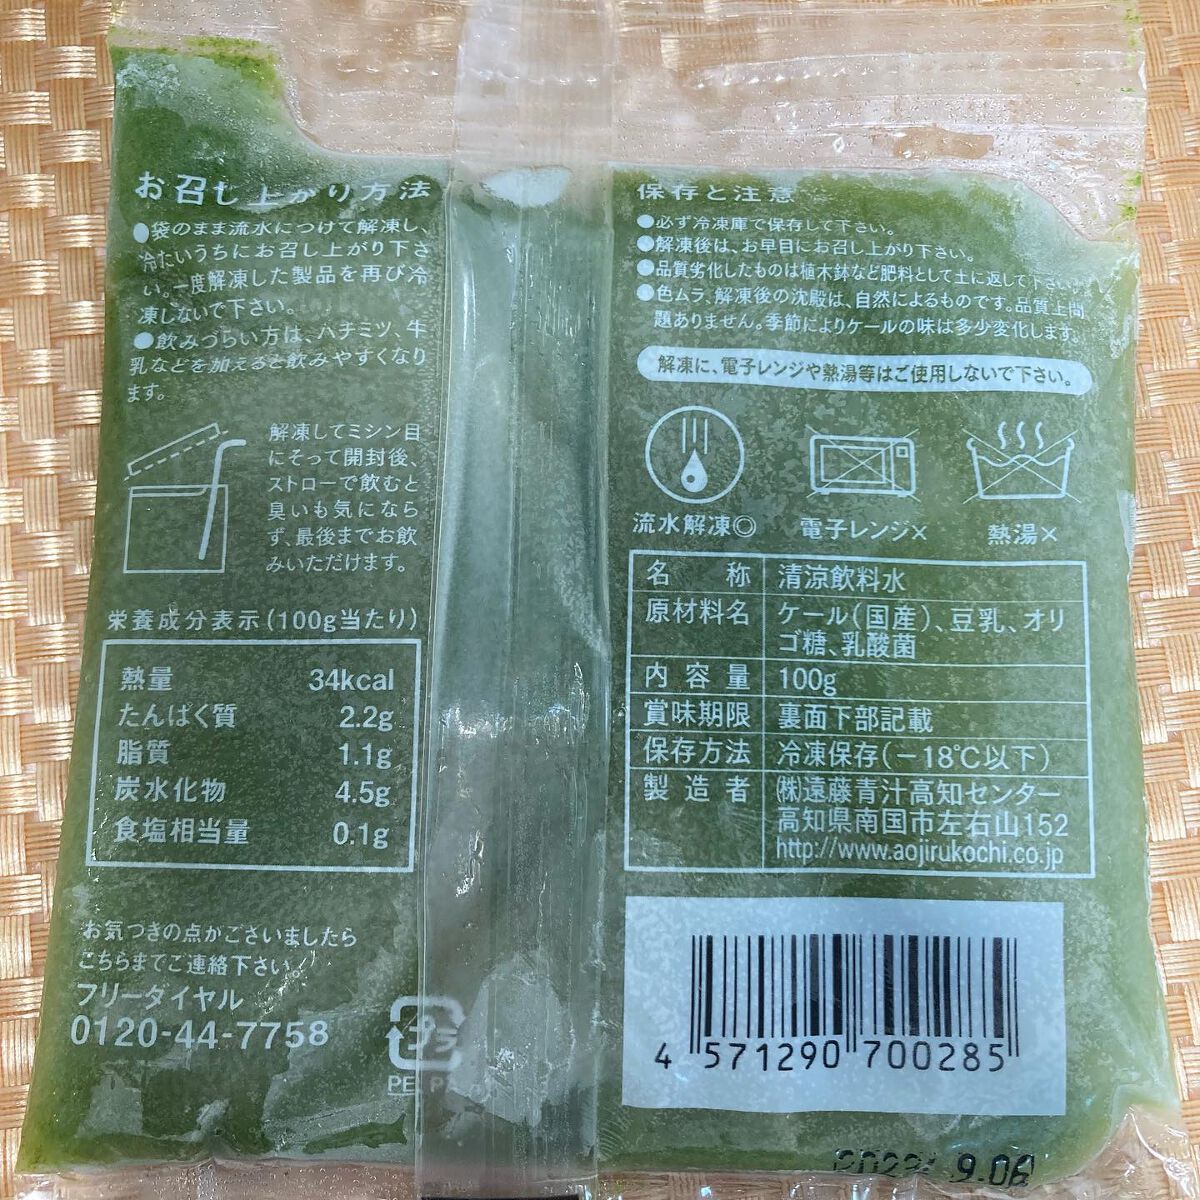 お召し上がり方法
●袋のまま流水につけて解凍し、
冷たいうちにお召し上がり下さ
い。一度解凍した製品を再び冷
凍しないで下さい。
●飲みづらい方は、ハチミツ、牛
乳などを加えると飲みやすくなり
ます。
解凍してミシン目
にそって開封後、
ストローで飲むと
臭いも気になら
ず、最後までお飲
みいただけます。
栄養成分表示(100g当たり)
熱量 34kcal
たんぱく質 2.2g
脂質 1.1g
炭水化物 4.5g
食塩相当量 0.1g
お気づきの点がございましたら
こちらまでご連絡下さい。
フリーダイヤル
0120-44-7758
プラ
保存と注意
●必ず冷凍庫で保存して下さい。
●解凍後は、お早目にお召し上がり下さい。
●品質劣化したものは植木鉢など肥料として土に返して下さい。
●色ムラ、解凍後の沈殿は、自然によるものです。品質上問
題ありません。季節によりケールの味は多少変化します。
解凍に、電子レンジや熱湯等はご使用しないで下さい。
流水解凍◎ 電子レンジ× 熱湯×
名称 清涼飲料水
原材料名 ケール(国産)、豆乳、オリ
ゴ糖、乳酸菌
内容量 100g
賞味期限 裏面下部記載
保存方法 冷凍保存(−18℃以下)
製造者 ㈱遠藤青汁高知センター
高知県南国市左右山152
http://www.aojirukochi.co.jp
4 571290 700285